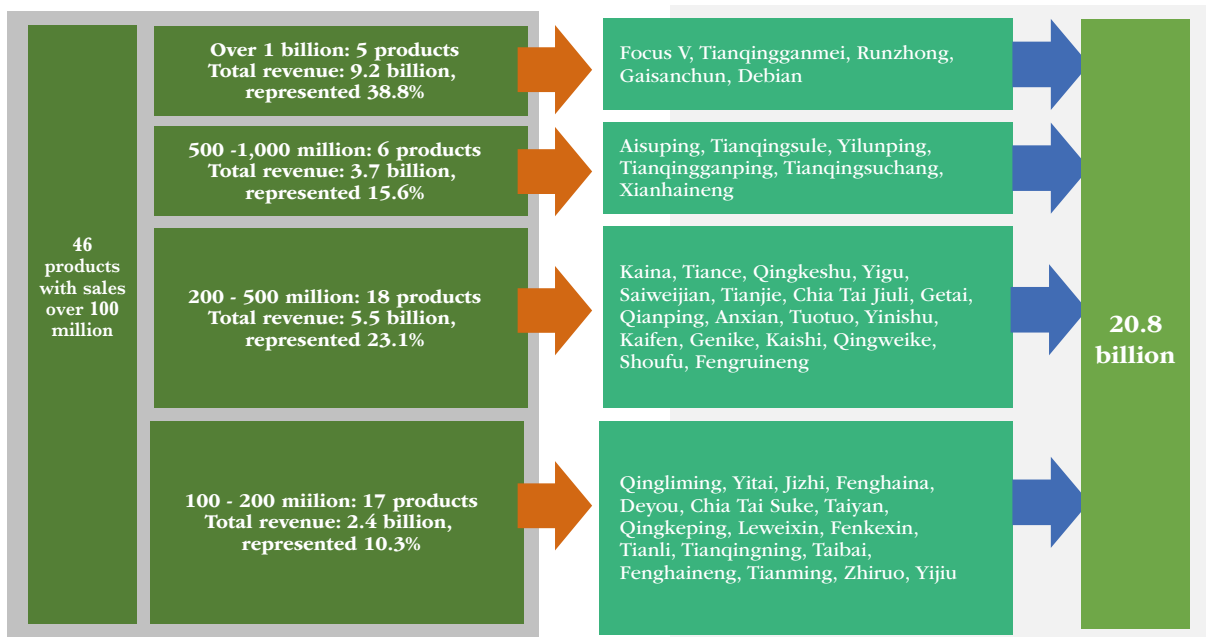 46
products
with sales
over 100
million
Over 1 billion: 5 products
Total revenue: 9.2 billion,
represented 38.8%
Focus V, Tianqingganmei, Runzhong,
Gaisanchun, Debian
500 -1,000 million: 6 products
Total revenue: 3.7 billion,
represented 15.6%
Aisuping, Tianqingsule, Yilunping,
Tianqingganping, Tianqingsuchang,
Xianhaineng
200 - 500 million: 18 products
Total revenue: 5.5 billion,
represented 23.1%
Kaina, Tiance, Qingkeshu, Yigu,
Saiweijian, Tianjie, Chia Tai Jiuli, Getai,
Qianping, Anxian, Tuotuo, Yinishu,
Kaifen, Genike, Kaishi, Qingweike,
Shoufu, Fengruineng
100 - 200 miilion: 17 products
Total revenue: 2.4 billion,
represented 10.3%
Qingliming, Yitai, Jizhi, Fenghaina,
Deyou, Chia Tai Suke, Taiyan,
Qingkeping, Leweixin, Fenkexin,
Tianli, Tianqingning, Taibai,
Fenghaineng, Tianming, Zhiruo, Yijiu
20.8
billion